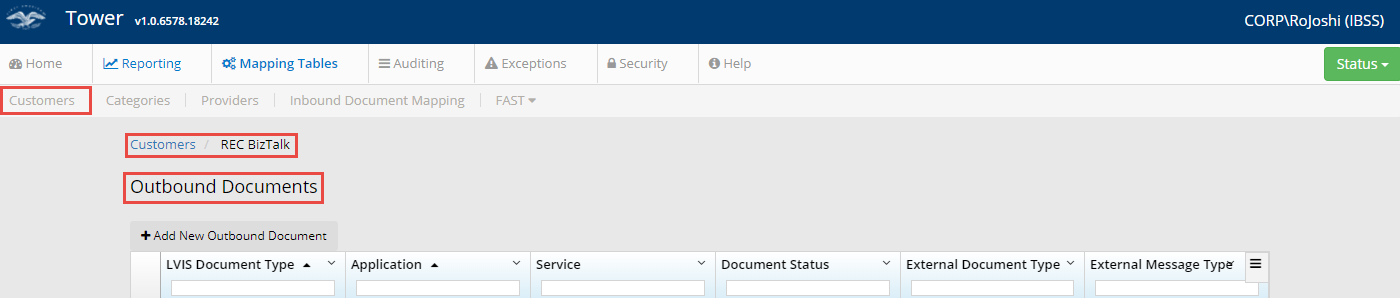 Tower v1.0.6578.18242 CORP\RoJoshi (IBSS)
Home Reporting Mapping Tables Auditing Exceptions Security Help Status
Customers Categories Providers Inbound Document Mapping FAST
Customers / REC BizTalk
Outbound Documents
+ Add New Outbound Document
LVIS Document Type Application Service Document Status External Document Type External Message Type